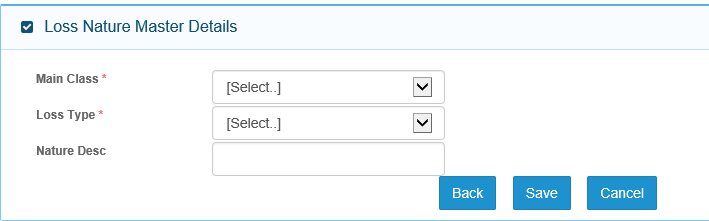 Loss Nature Master Details
Main Class *
[Select..]
Loss Type *
[Select..]
Nature Desc
Back Save Cancel